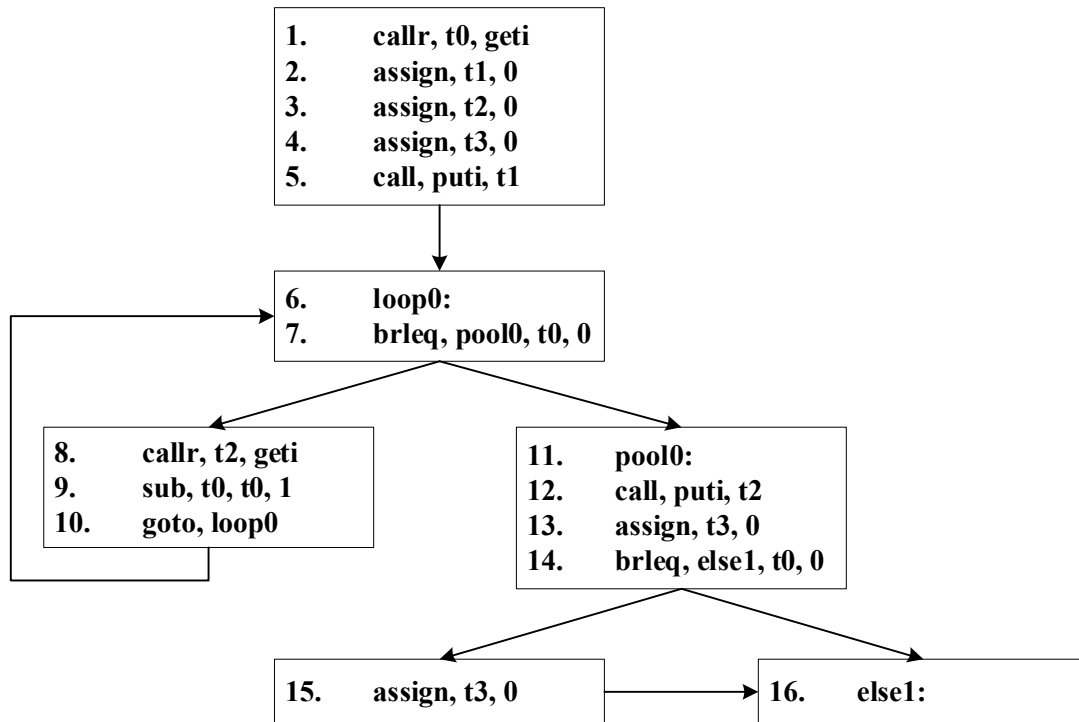 1. callr, t0, geti
2. assign, t1, 0
3. assign, t2, 0
4. assign, t3, 0
5. call, puti, t1
6. loop0:
7. brleq, pool0, t0, 0
8. callr, t2, geti
9. sub, t0, t0, 1
10. goto, loop0
11. pool0:
12. call, puti, t2
13. assign, t3, 0
14. brleq, else1, t0, 0
15. assign, t3, 0
16. else1: